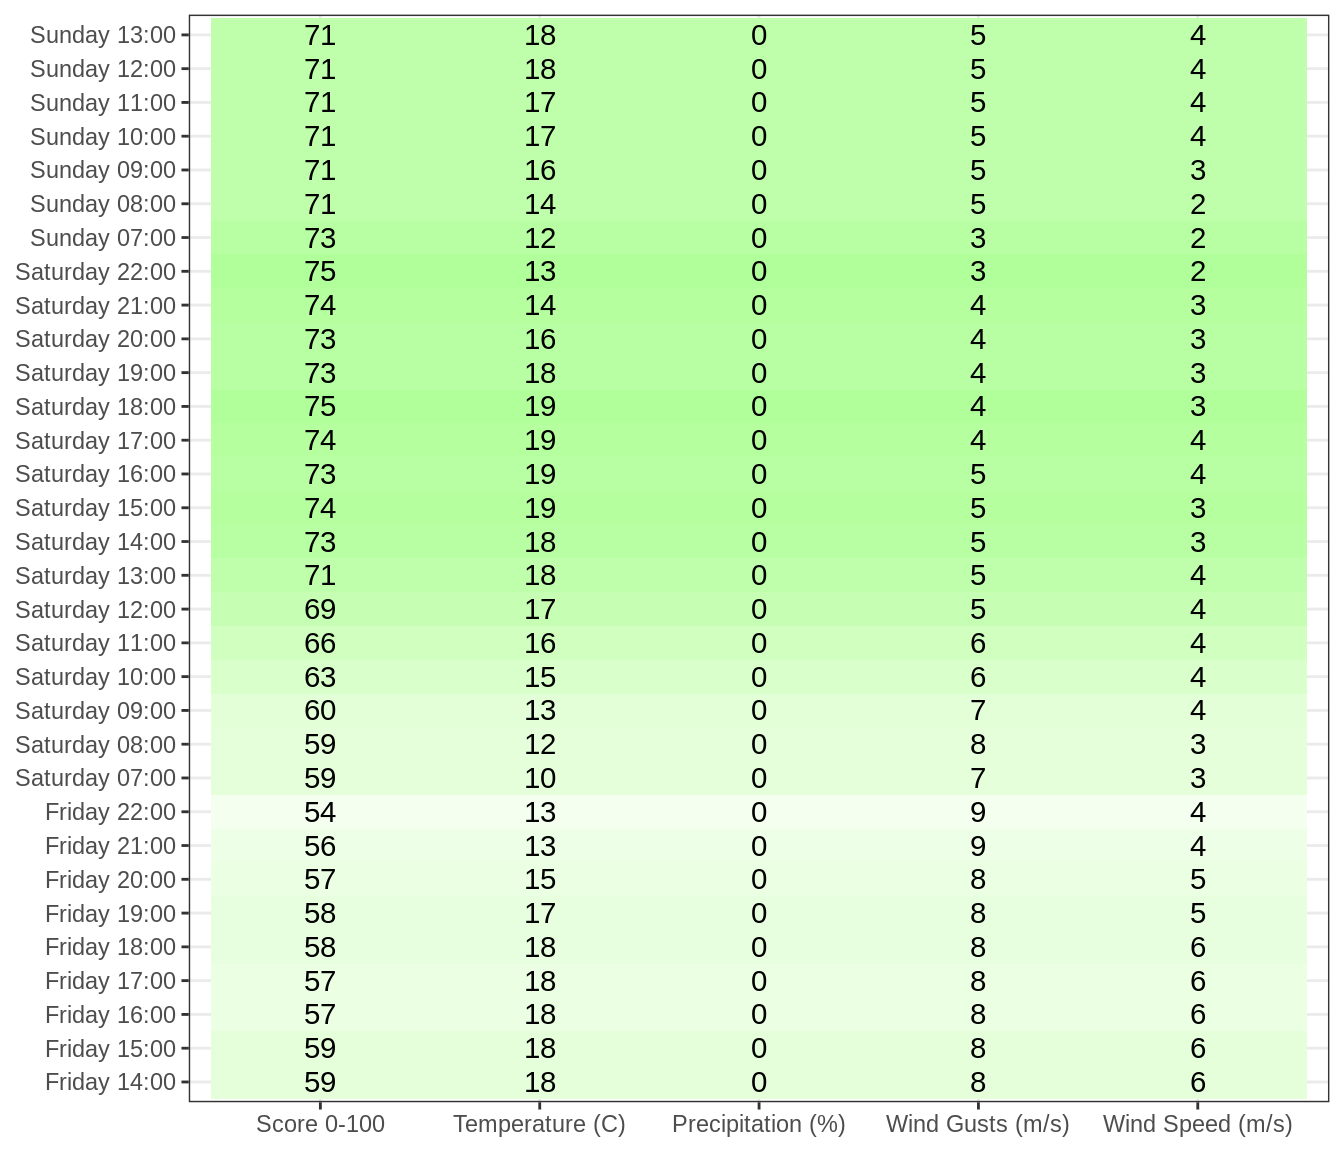 Sunday 13:00 71 18 0 5 4
Sunday 12:00 71 18 0 5 4
Sunday 11:00 71 17 0 5 4
Sunday 10:00 71 17 0 5 4
Sunday 09:00 71 16 0 5 3
Sunday 08:00 71 14 0 5 2
Sunday 07:00 73 12 0 3 2
Saturday 22:00 75 13 0 3 2
Saturday 21:00 74 14 0 4 3
Saturday 20:00 73 16 0 4 3
Saturday 19:00 73 18 0 4 3
Saturday 18:00 75 19 0 4 3
Saturday 17:00 74 19 0 4 4
Saturday 16:00 73 19 0 5 4
Saturday 15:00 74 19 0 5 3
Saturday 14:00 73 18 0 5 3
Saturday 13:00 71 18 0 5 4
Saturday 12:00 69 17 0 5 4
Saturday 11:00 66 16 0 6 4
Saturday 10:00 63 15 0 6 4
Saturday 09:00 60 13 0 7 4
Saturday 08:00 59 12 0 8 3
Saturday 07:00 59 10 0 7 3
Friday 22:00 54 13 0 9 4
Friday 21:00 56 13 0 9 4
Friday 20:00 57 15 0 8 5
Friday 19:00 58 17 0 8 5
Friday 18:00 58 18 0 8 6
Friday 17:00 57 18 0 8 6
Friday 16:00 57 18 0 8 6
Friday 15:00 59 18 0 8 6
Friday 14:00 59 18 0 8 6
Score 0-100 Temperature (C) Precipitation (%) Wind Gusts (m/s) Wind Speed (m/s)